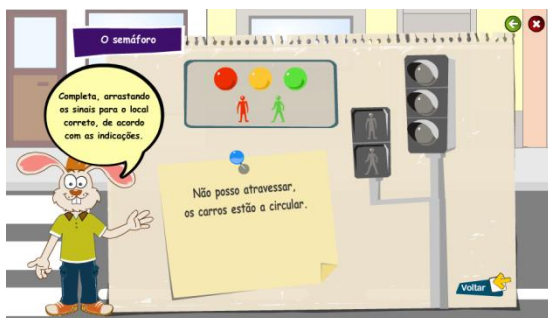 O semáforo
Completa, arrastando
os sinais para o local
correto, de acordo
com as indicações.
Não posso atravessar,
os carros estão a circular.
Voltar